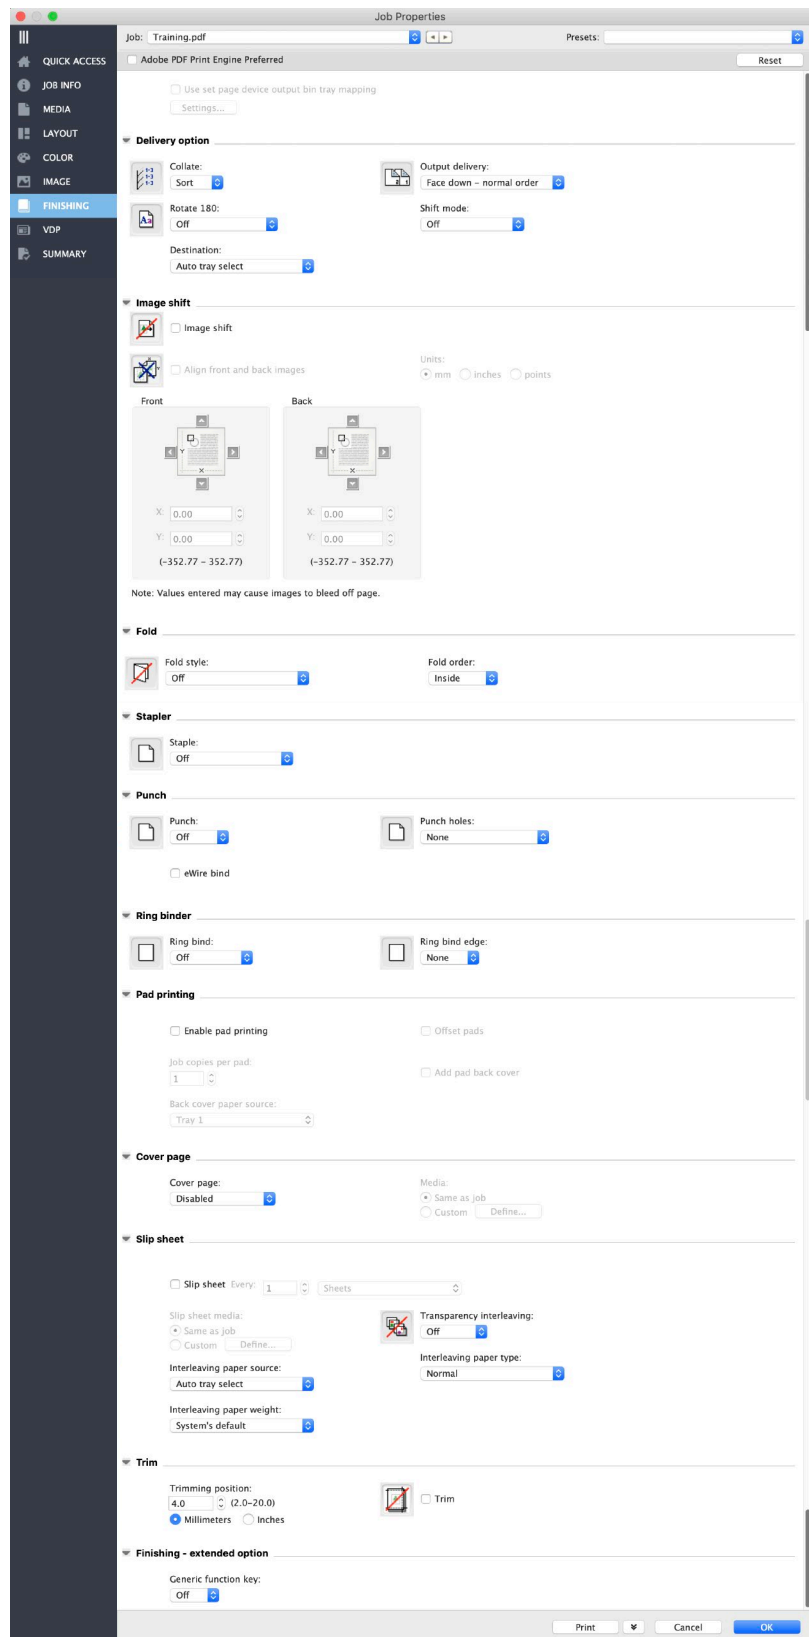 Job Properties
Job: Training.pdf Presets:
Adobe PDF Print Engine Preferred Reset
QUICK ACCESS
JOB INFO
MEDIA
LAYOUT
COLOR
IMAGE
FINISHING
VDP
SUMMARY
Use set page device output bin tray mapping
Settings...
Delivery option
Collate: Output delivery:
Sort Face down – normal order
Rotate 180: Shift mode:
Off Off
Destination:
Auto tray select
Image shift
Image shift
Units:
Align front and back images
mm inches points
Front Back
Y X Y X
X: 0.00 X: 0.00
Y: 0.00 Y: 0.00
(-352.77 – 352.77) (-352.77 – 352.77)
Note: Values entered may cause images to bleed off page.
Fold
Fold style: Fold order:
Off Inside
Stapler
Staple:
Off
Punch
Punch: Punch holes:
Off None
eWire bind
Ring binder
Ring bind: Ring bind edge:
Off None
Pad printing
Enable pad printing Offset pads
Job copies per pad:
1 Add pad back cover
Back cover paper source:
Tray 1
Cover page
Cover page: Media:
Disabled Same as job
Custom Define...
Slip sheet
Slip sheet Every: 1 Sheets
Slip sheet media: Transparency interleaving:
Same as job Off
Custom Define...
Interleaving paper type:
Interleaving paper source: Normal
Auto tray select
Interleaving paper weight:
System's default
Trim
Trimming position:
4.0 (2.0–20.0) Trim
Millimeters Inches
Finishing - extended option
Generic function key:
Off
Print Cancel OK